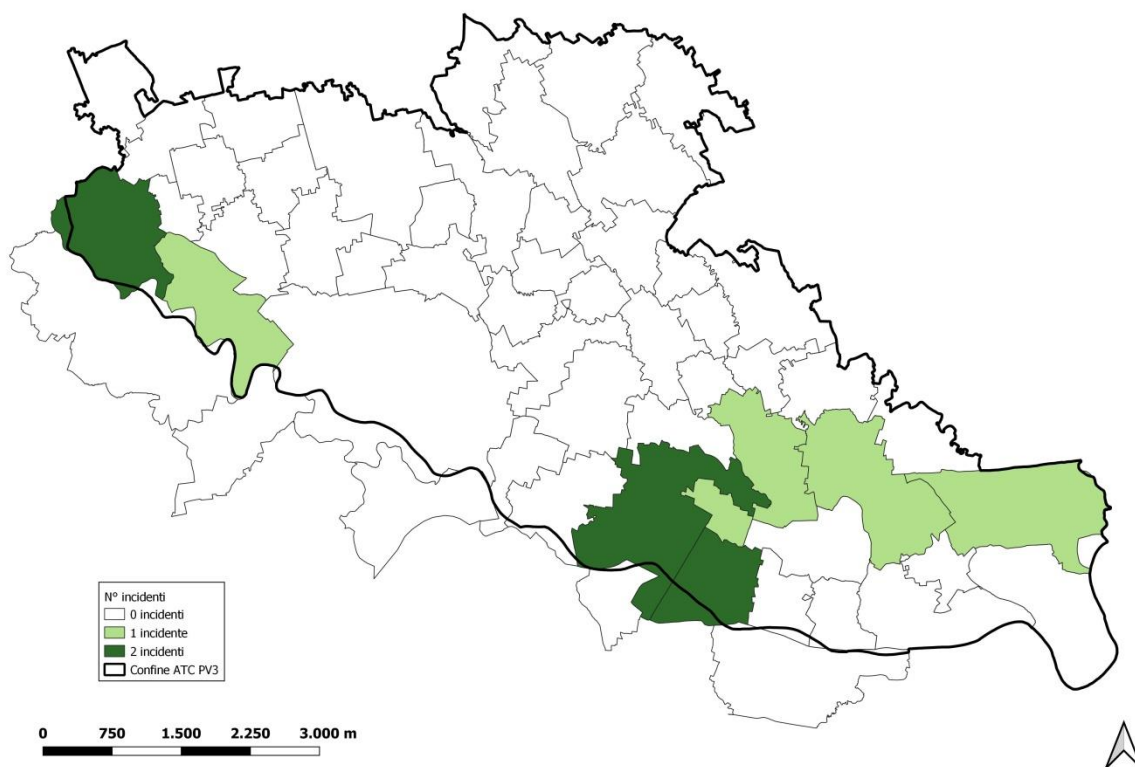 N° incidenti
0 incidenti
1 incidente
2 incidenti
Confine ATC PV3
0 750 1.500 2.250 3.000 m